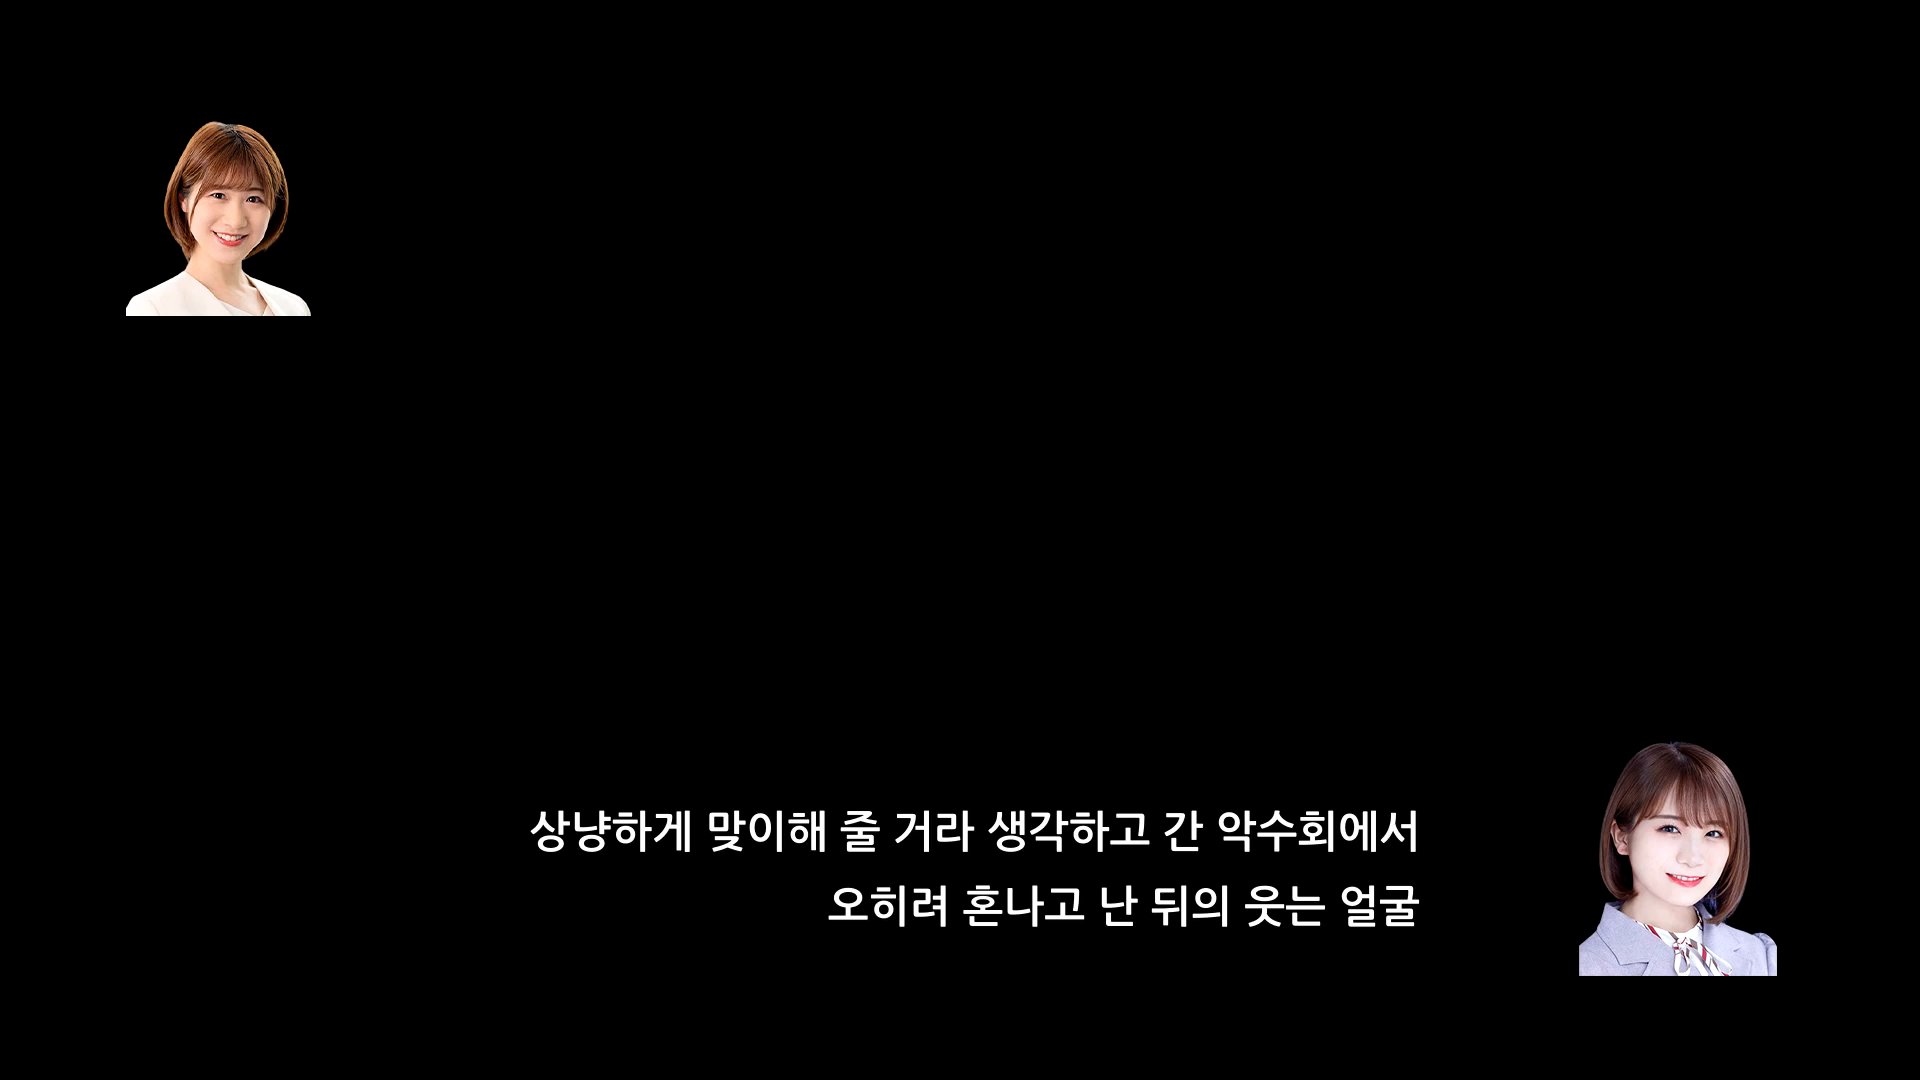 상냥하게 맞이해 줄 거라 생각하고 간 악수회에서
오히려 혼나고 난 뒤의 웃는 얼굴